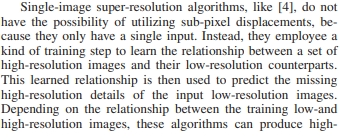 Single-image super-resolution algorithms, like [4], do not
have the possibility of utilizing sub-pixel displacements, be-
cause they only have a single input. Instead, they employee a
kind of training step to learn the relationship between a set of
high-resolution images and their low-resolution counterparts.
This learned relationship is then used to predict the missing
high-resolution details of the input low-resolution images.
Depending on the relationship between the training low-and
high-resolution images, these algorithms can produce high-